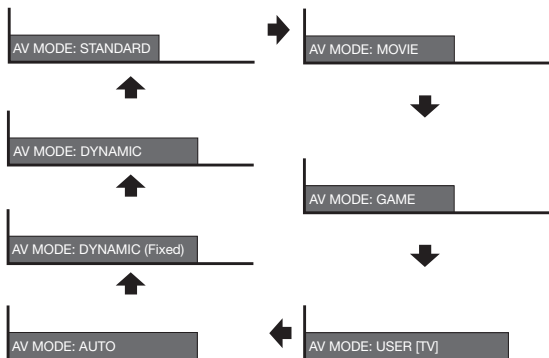 AV MODE: STANDARD
AV MODE: MOVIE
AV MODE: DYNAMIC
AV MODE: GAME
AV MODE: DYNAMIC (Fixed)
AV MODE: AUTO
AV MODE: USER [TV]